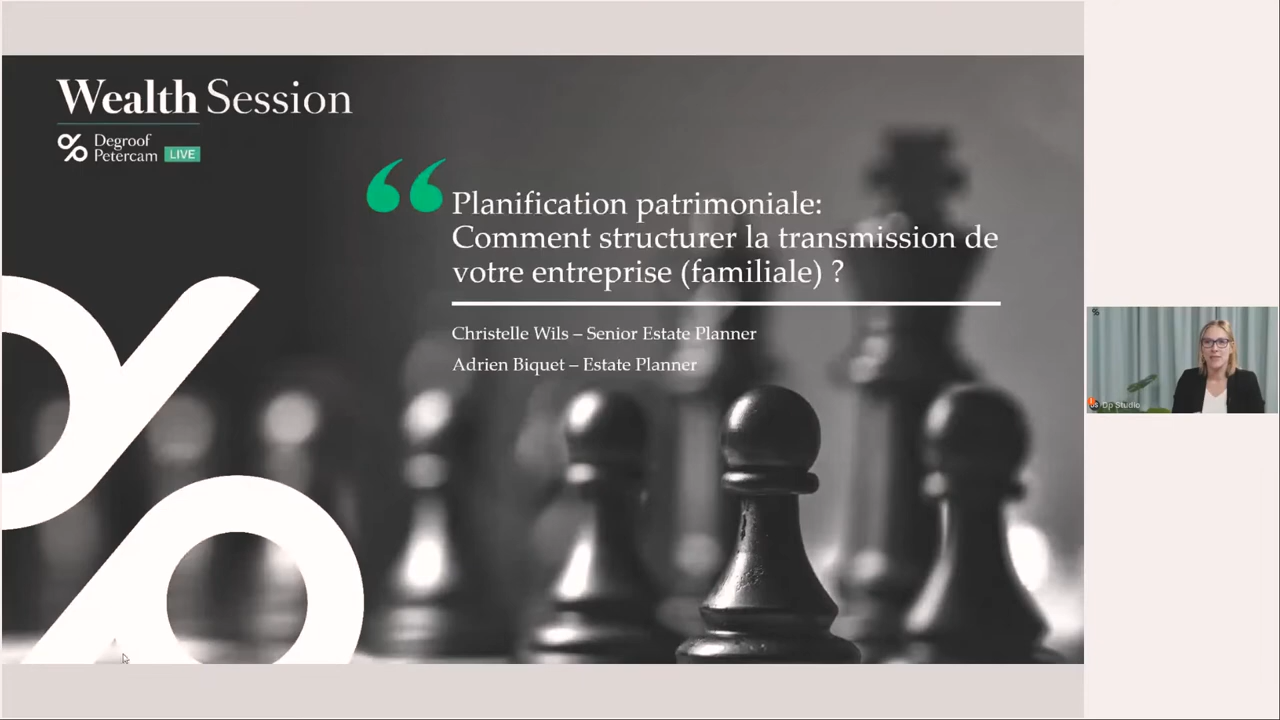 Wealth Session
Degroof
Petercam LIVE
Planification patrimoniale:
Comment structurer la transmission de
votre entreprise (familiale) ?
Christelle Wils – Senior Estate Planner
Adrien Biquet – Estate Planner
Dp Studio